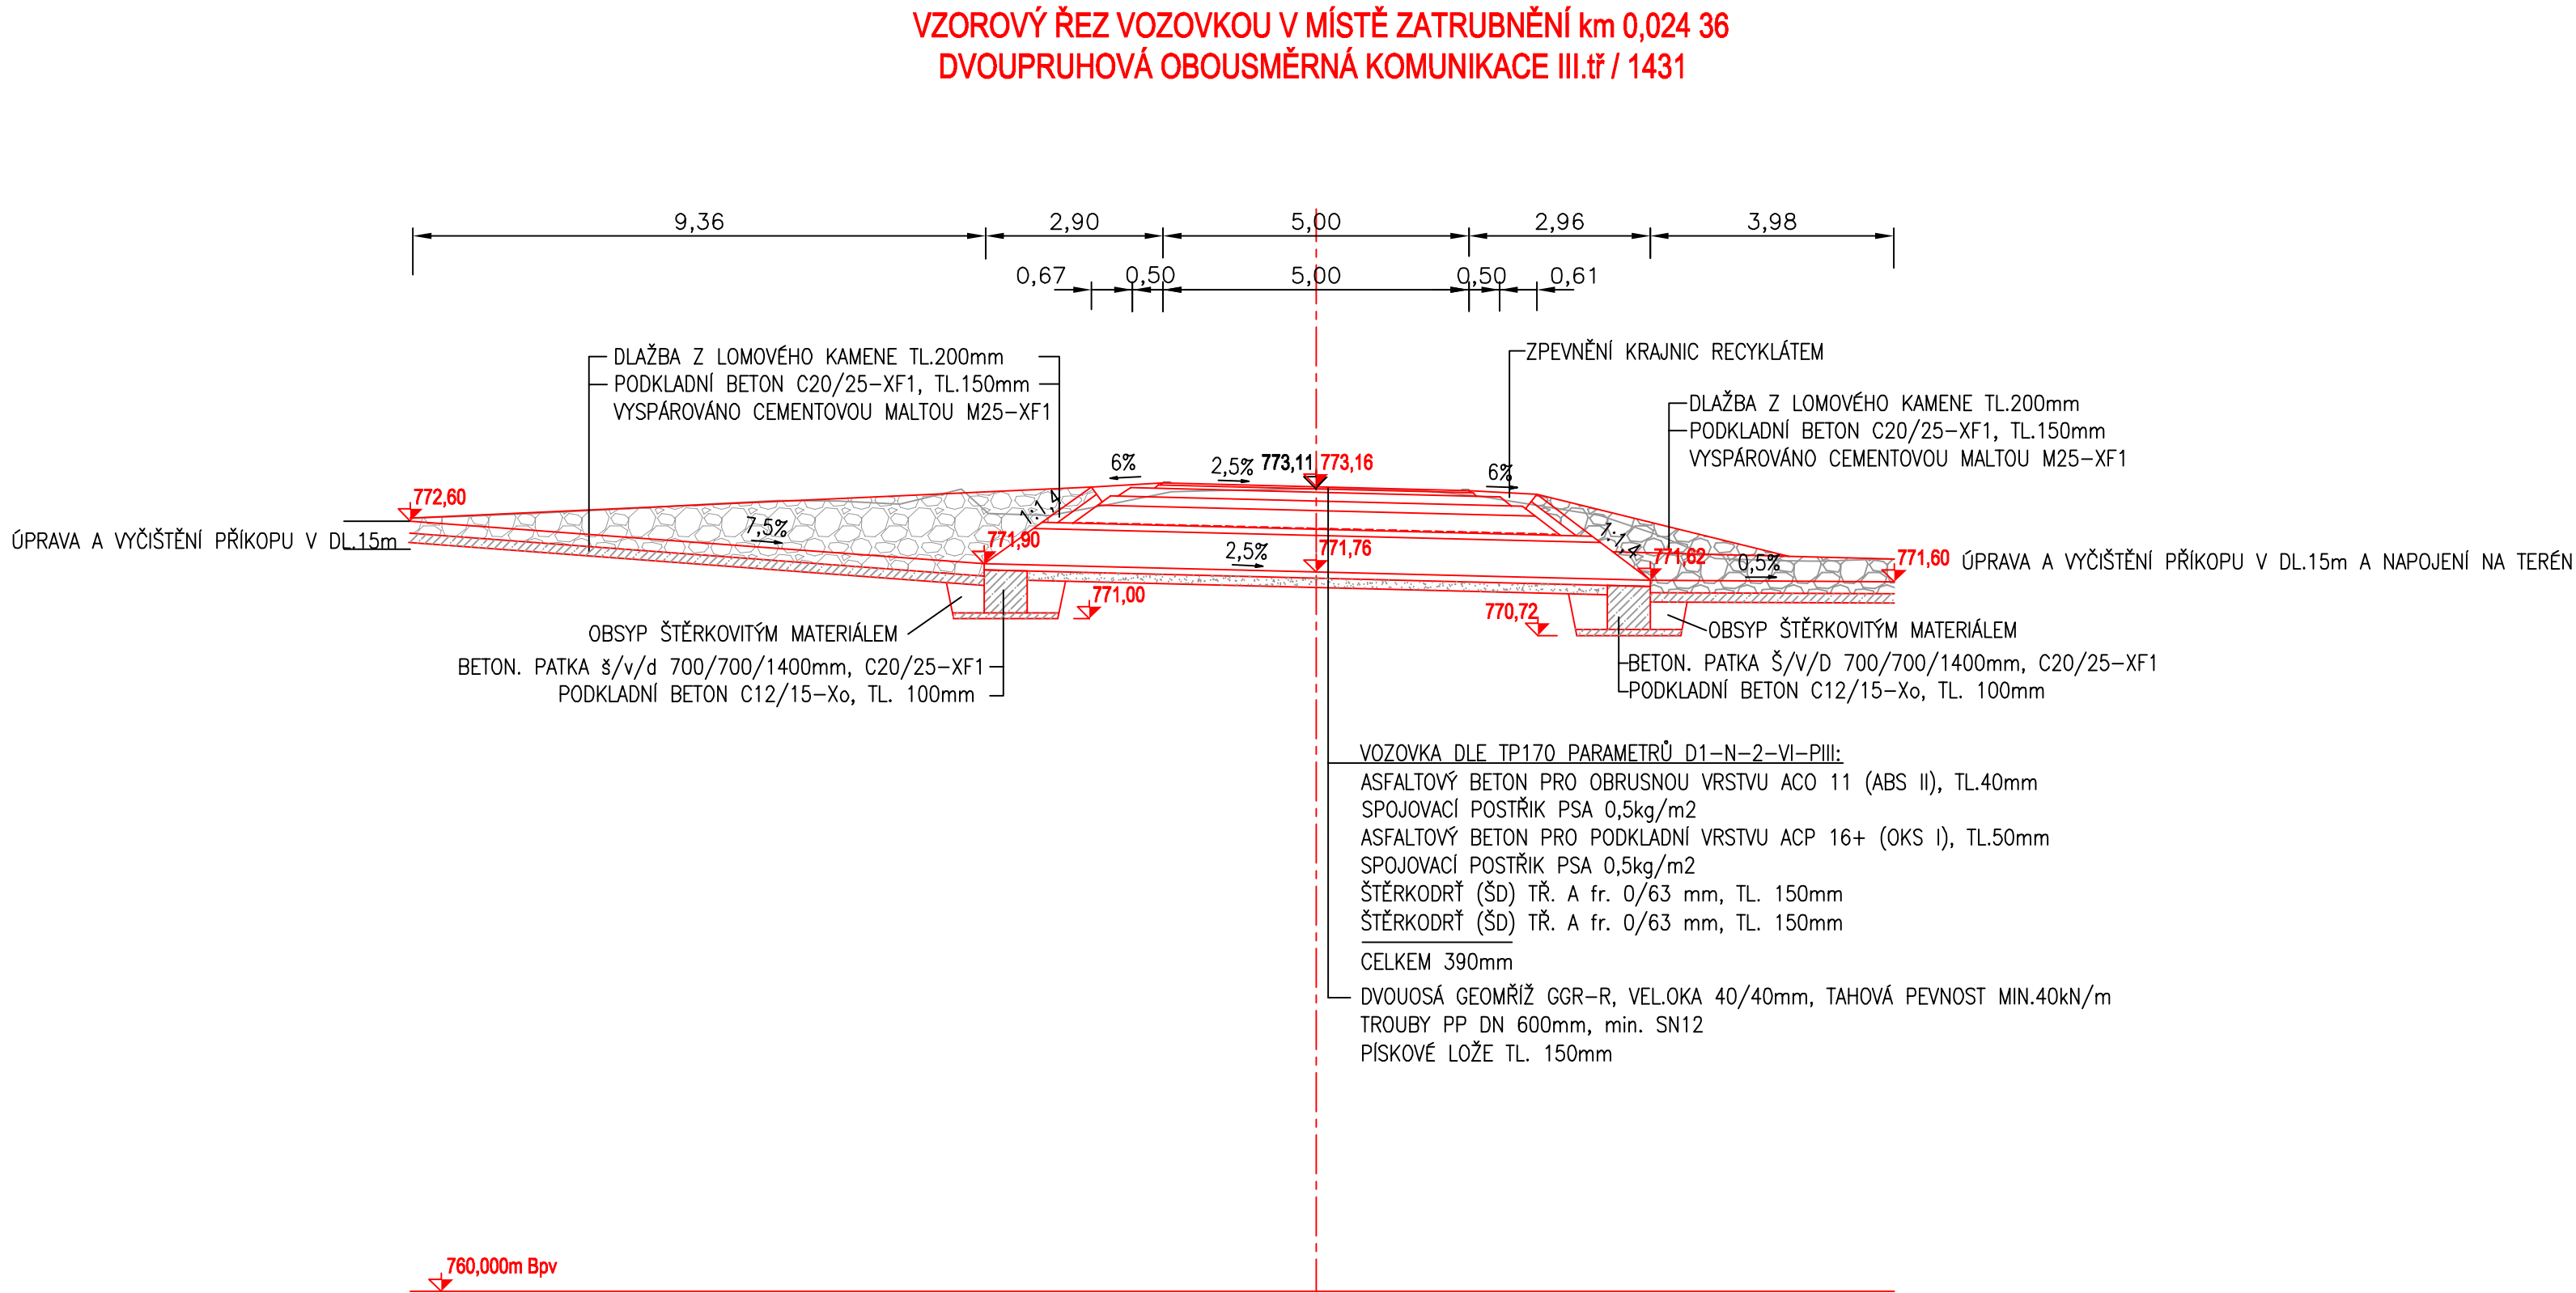 VZOROVÝ ŘEZ VOZOVKOU V MÍSTĚ ZATRUBNĚNÍ km 0,024 36
DVOUPRUHOVÁ OBOUSMĚRNÁ KOMUNIKACE III.tř / 1431
9,36
2,90
5,00
2,96
3,98
0,67
0,50
5,00
0,50
0,61
DLAŽBA Z LOMOVÉHO KAMENE TL.200mm
PODKLADNÍ BETON C20/25-XF1, TL.150mm
VYSPÁROVÁNO CEMENTOVOU MALTOU M25-XF1
ZPEVNĚNÍ KRAJNIC RECYKLÁTEM
DLAŽBA Z LOMOVÉHO KAMENE TL.200mm
PODKLADNÍ BETON C20/25-XF1, TL.150mm
VYSPÁROVÁNO CEMENTOVOU MALTOU M25-XF1
6%
2,5%
773,11
773,16
6%
772,60
1:1,4
7,5%
ÚPRAVA A VYČIŠTĚNÍ PŘÍKOPU V DL.15m
771,90
2,5%
771,76
1:1,4
771,62
0,5%
771,60
ÚPRAVA A VYČIŠTĚNÍ PŘÍKOPU V DL.15m A NAPOJENÍ NA TERÉN
771,00
770,72
OBSYP ŠTĚRKOVITÝM MATERIÁLEM
BETON. PATKA š/v/d 700/700/1400mm, C20/25-XF1
PODKLADNÍ BETON C12/15-Xo, TL. 100mm
OBSYP ŠTĚRKOVITÝM MATERIÁLEM
BETON. PATKA Š/V/D 700/700/1400mm, C20/25-XF1
PODKLADNÍ BETON C12/15-Xo, TL. 100mm
VOZOVKA DLE TP170 PARAMETRŮ D1-N-2-VI-PIII:
ASFALTOVÝ BETON PRO OBRUSNOU VRSTVU ACO 11 (ABS II), TL.40mm
SPOJOVACÍ POSTŘIK PSA 0,5kg/m2
ASFALTOVÝ BETON PRO PODKLADNÍ VRSTVU ACP 16+ (OKS I), TL.50mm
SPOJOVACÍ POSTŘIK PSA 0,5kg/m2
ŠTĚRKODRŤ (ŠD) TŘ. A fr. 0/63 mm, TL. 150mm
ŠTĚRKODRŤ (ŠD) TŘ. A fr. 0/63 mm, TL. 150mm
CELKEM 390mm
DVOUOSÁ GEOMŘÍŽ GGR-R, VEL.OKA 40/40mm, TAHOVÁ PEVNOST MIN.40kN/m
TROUBY PP DN 600mm, min. SN12
PÍSKOVÉ LOŽE TL. 150mm
760,000m Bpv